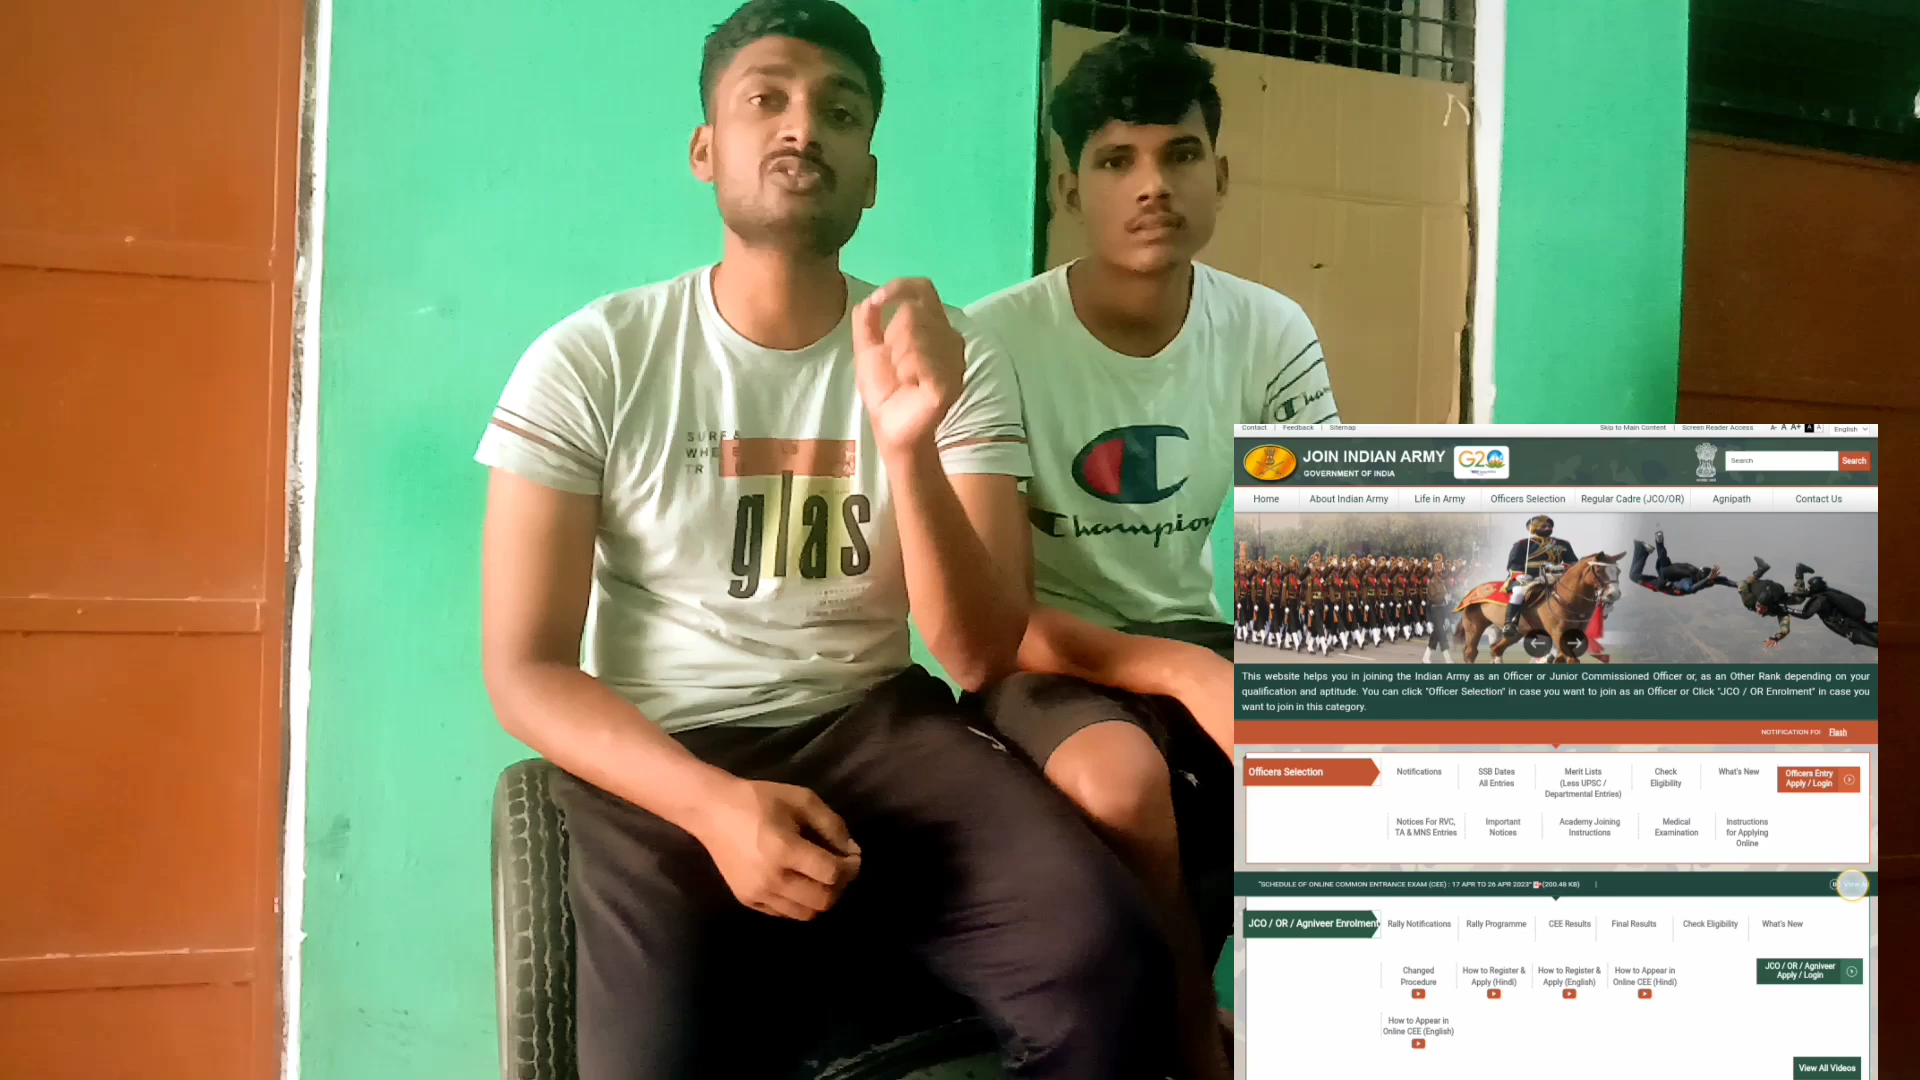 SURF &
WHE
TR
glas
Champion
Contact | Feedback | Sitemap
Skip to Main Content | Screen Reader Access A- A A+ A A English
JOIN INDIAN ARMY
GOVERNMENT OF INDIA
G20
Search Search
Home About Indian Army Life in Army Officers Selection Regular Cadre (JCO/OR) Agnipath Contact Us
This website helps you in joining the Indian Army as an Officer or Junior Commissioned Officer or, as an Other Rank depending on your
qualification and aptitude. You can click "Officer Selection" in case you want to join as an Officer or Click "JCO / OR Enrolment" in case you
want to join in this category.
NOTIFICATION FO Flash
Officers Selection
Notifications
SSB Dates
All Entries
Merit Lists
(Less UPSC /
Departmental Entries)
Check
Eligibility
What's New
Officers Entry
Apply / Login
Notices For RVC,
TA & MNS Entries
Important
Notices
Academy Joining
Instructions
Medical
Examination
Instructions
for Applying
Online
"SCHEDULE OF ONLINE COMMON ENTRANCE EXAM (CEE) : 17 APR TO 26 APR 2023" (200.48 KB) |
JCO / OR / Agniveer Enrolment
Rally Notifications
Rally Programme
CEE Results
Final Results
Check Eligibility
What's New
Changed
Procedure
How to Register &
Apply (Hindi)
How to Register &
Apply (English)
How to Appear in
Online CEE (Hindi)
JCO / OR / Agniveer
Apply / Login
How to Appear in
Online CEE (English)
View All Videos